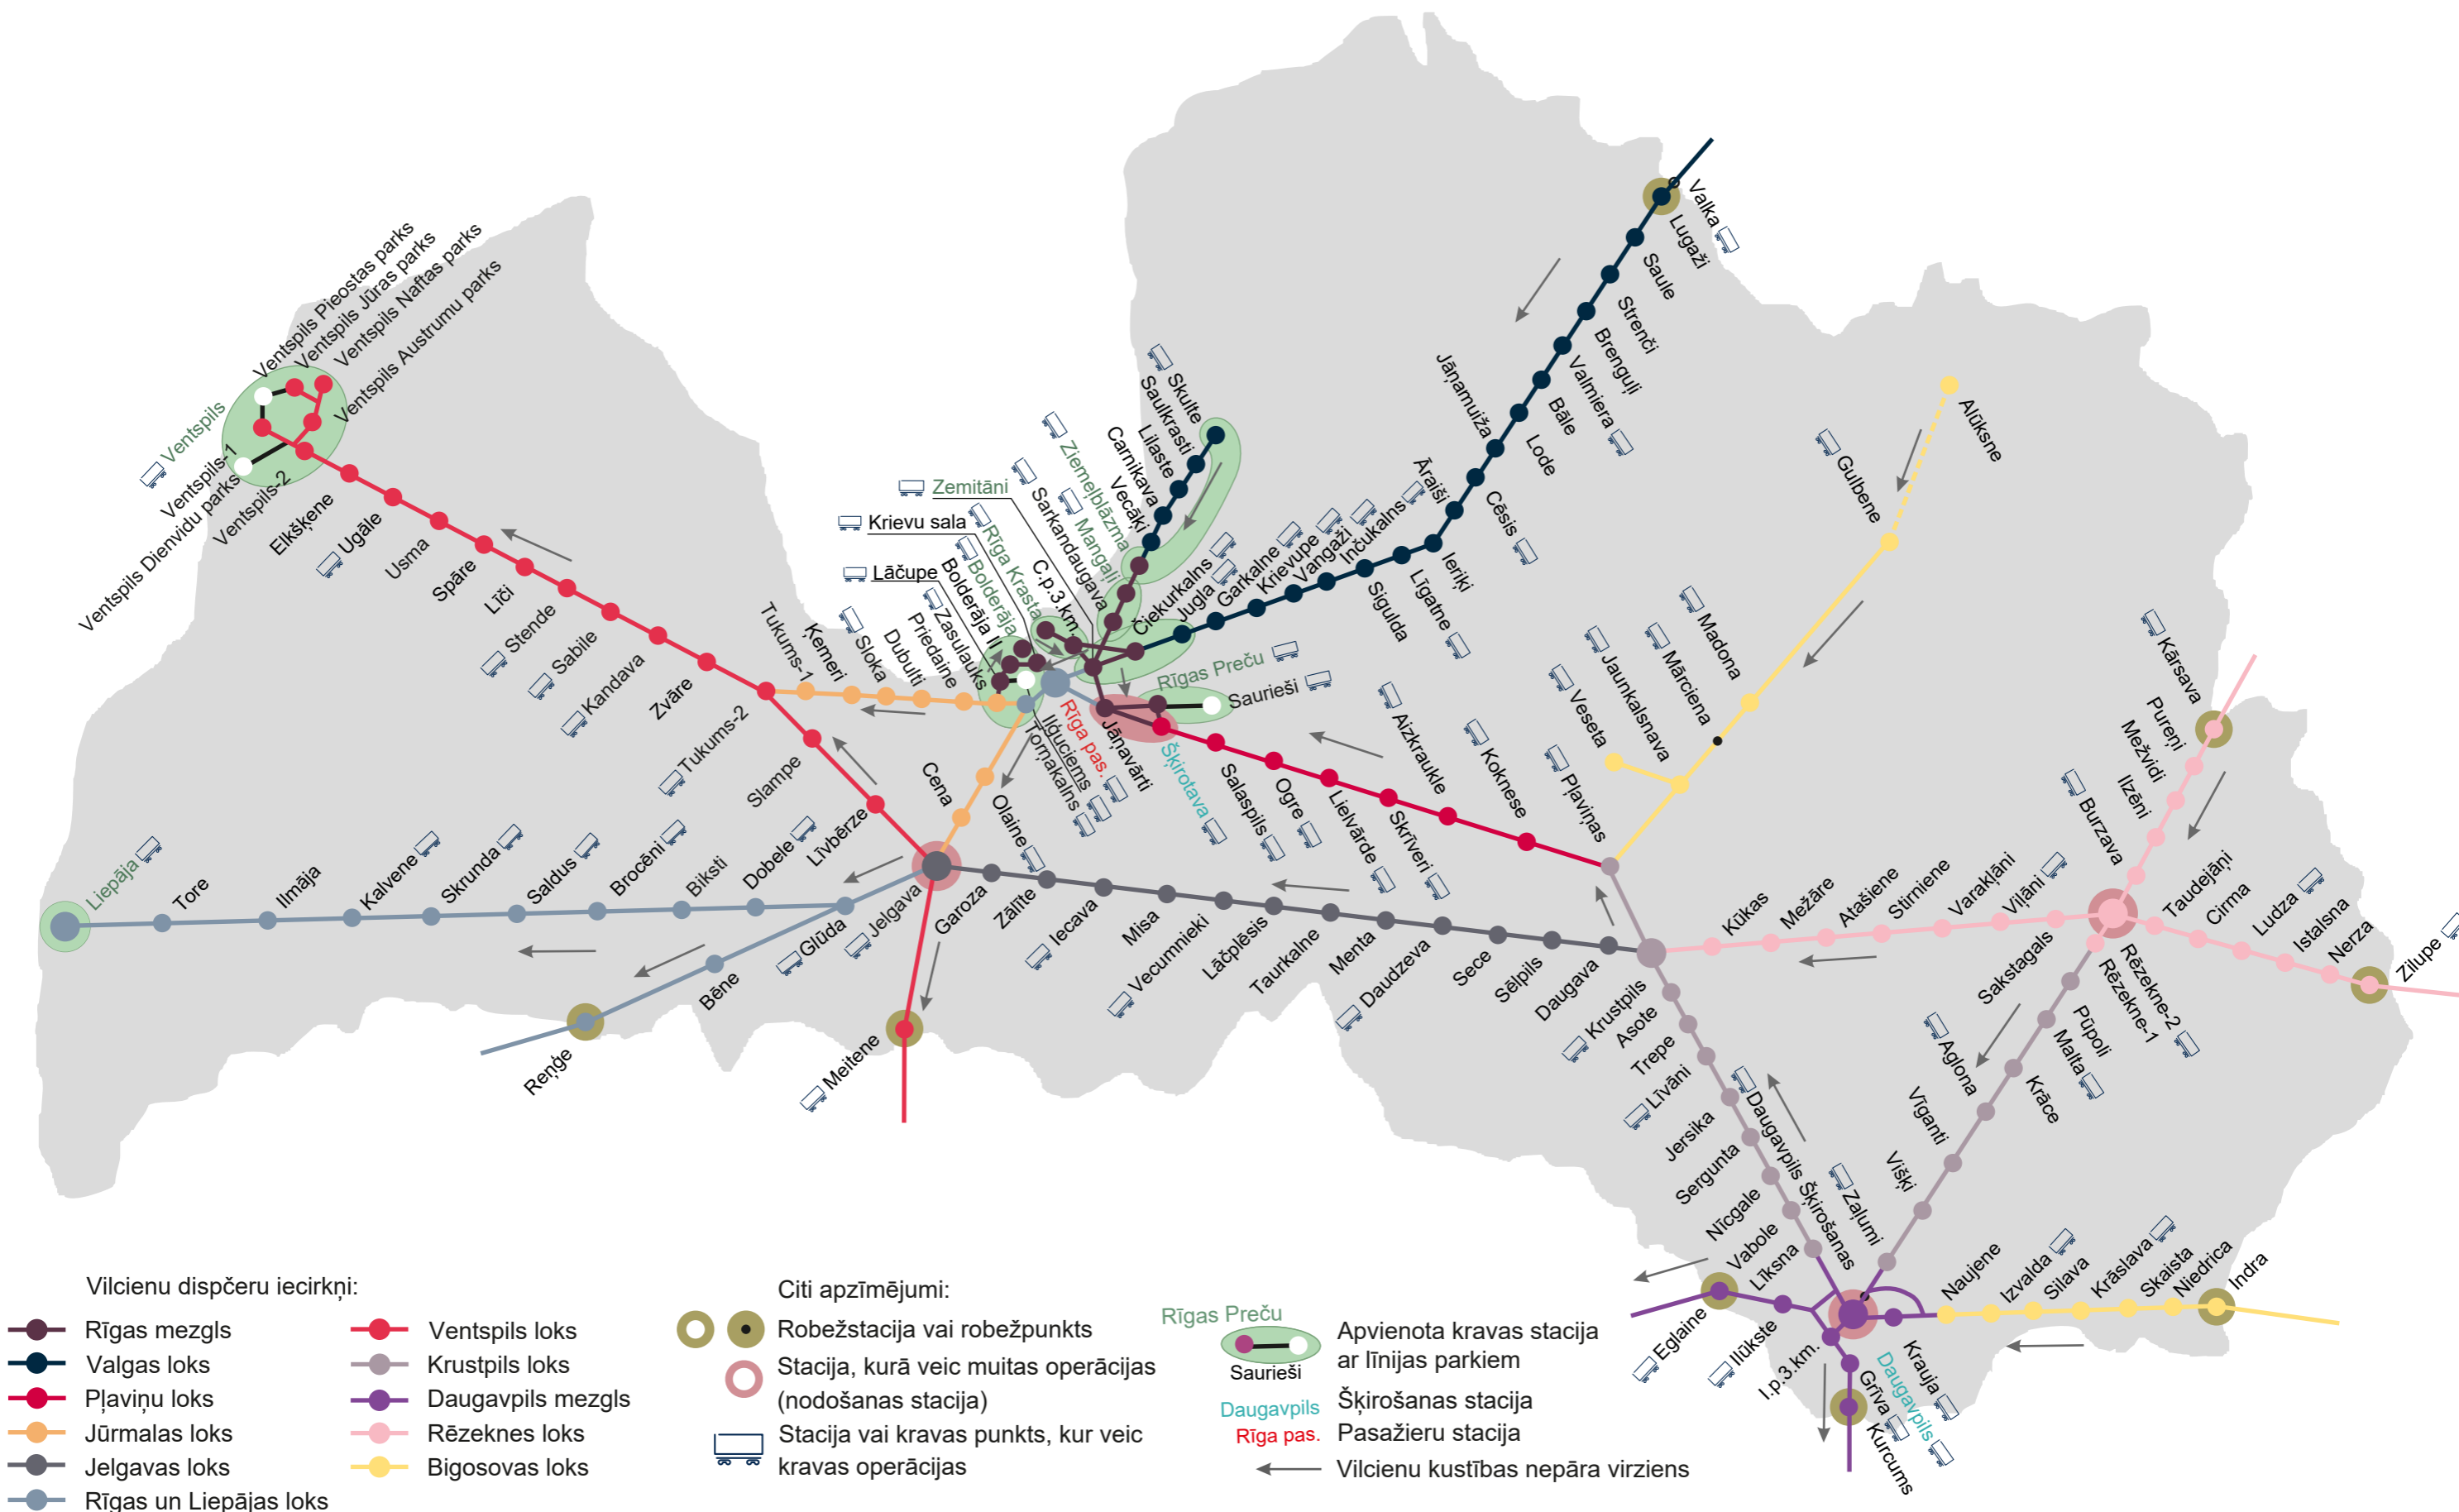 Ventspils Pieostas parks
Ventspils Jūras parks
Ventspils Naftas parks
Ventspils Austrumu parks
Ventspils
Ventspils-1
Ventspils Dienvidu parks
Ventspils-2
Elkšķene
Ugāle
Usma
Spāre
Līči
Stende
Sabile
Kandava
Zvāre
Tukums-2
Slampe
Līvbērze
Tukums-1
Ķemeri
Sloka
Dubulti
Priedaine
Zasulauks
Lāčupe
Bolderāja II
Bolderāja
Krievu sala
Rīga Krasta
Zemitāni
C.p.3.km.
Sarkandaugava
Mangaļi
Ziemeļblāzma
Vecāķi
Carnikava
Lilaste
Saulkrasti
Skulte
Čiekurkalns
Jugla
Garkalne
Krievupe
Vangaži
Inčukalns
Sigulda
Līgatne
Ieriķi
Āraiši
Cēsis
Jāņamuiža
Lode
Bāle
Valmiera
Brenguļi
Strenči
Saule
Lugaži
Valka
Alūksne
Gulbene
Madona
Mārciena
Jaunkalsnava
Veseta
Pļaviņas
Koknese
Aizkraukle
Skrīveri
Lielvārde
Ogre
Salaspils
Šķirotava
Rīgas Preču
Saurieši
Jāņavārti
Rīga pas.
Iļģuciems
Torņakalns
Olaine
Cena
Liepāja
Tore
Ilmāja
Kalvene
Skrunda
Saldus
Brocēni
Biksti
Dobele
Glūda
Jelgava
Bēne
Reņģe
Meitene
Garoza
Zālīte
Iecava
Misa
Vecumnieki
Lāčplēsis
Taurkalne
Menta
Daudzeva
Sece
Sēlpils
Daugava
Krustpils
Kūkas
Mežāre
Atašiene
Stirniene
Varakļāni
Viļāni
Sakstagals
Rēzekne-2
Rēzekne-1
Burzava
Ilzēni
Mežvidi
Pureņi
Kārsava
Taudejāņi
Cirma
Ludza
Istalsna
Nerza
Zilupe
Pūpoli
Malta
Krāce
Aglona
Vīganti
Višķi
Zaļumi
Asote
Trepe
Līvāni
Jersika
Sergunta
Nīcgale
Vabole
Līksna
Daugavpils Šķirošanas
Naujene
Izvalda
Silava
Krāslava
Skaista
Niedrica
Indra
Eglaine
Ilūkste
I.p.3.km.
Grīva
Kurcums
Krauja
Daugavpils
Vilcienu dispčeru iecirkņi:
Rīgas mezgls
Valgas loks
Pļaviņu loks
Jūrmalas loks
Jelgavas loks
Rīgas un Liepājas loks
Ventspils loks
Krustpils loks
Daugavpils mezgls
Rēzeknes loks
Bigosovas loks
Citi apzīmējumi:
Robežstacija vai robežpunkts
Stacija, kurā veic muitas operācijas
(nodošanas stacija)
Stacija vai kravas punkts, kur veic
kravas operācijas
Rīgas Preču
Saurieši
Apvienota kravas stacija
ar līnijas parkiem
Daugavpils
Šķirošanas stacija
Rīga pas.
Pasažieru stacija
Vilcienu kustības nepāra virziens